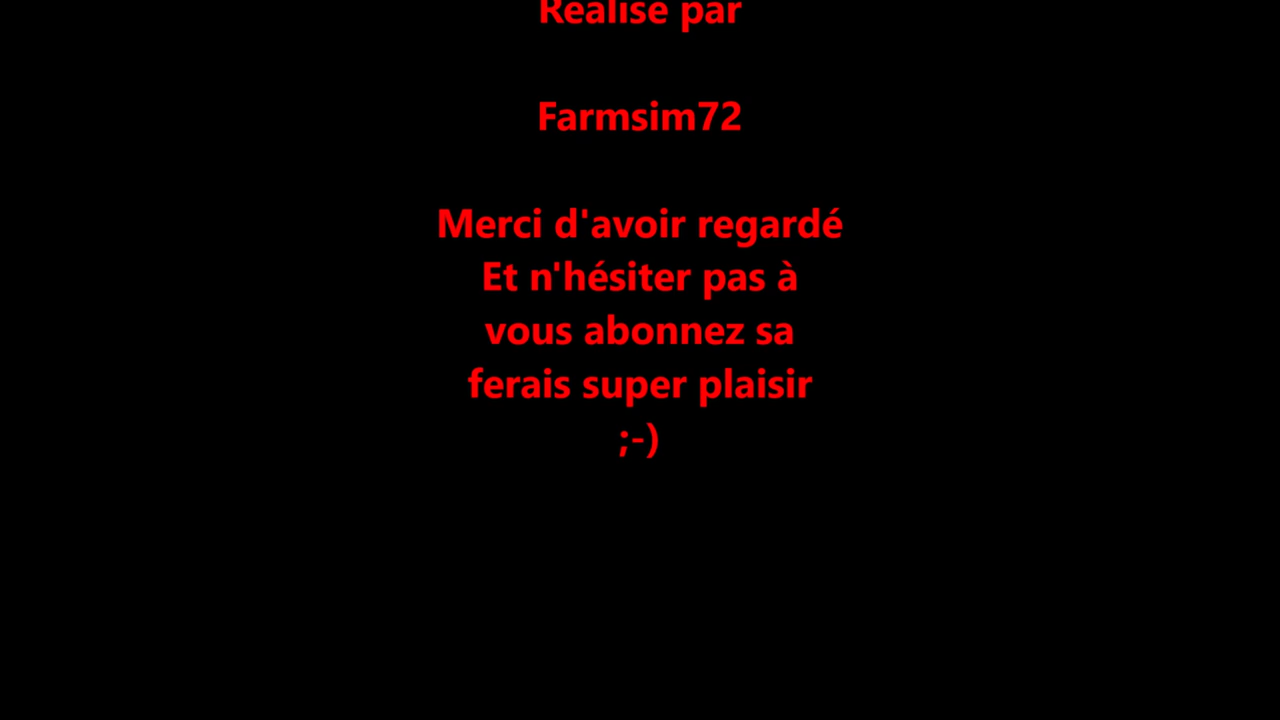 Réalisé par
Farmsim72
Merci d'avoir regardé
Et n'hésiter pas à
vous abonnez sa
ferais super plaisir
;-)